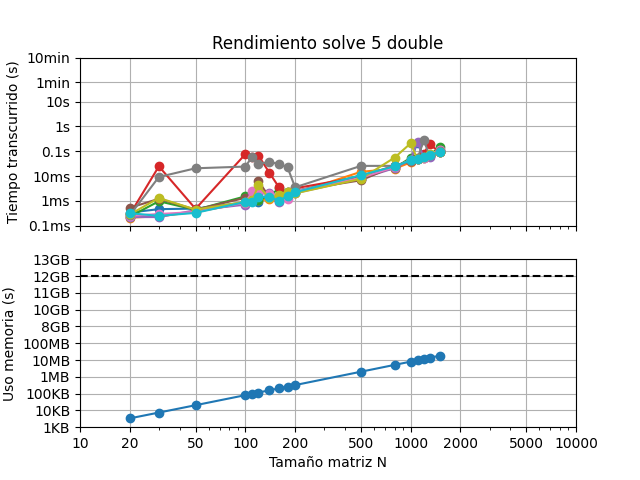 Rendimiento solve 5 double
Tiempo transcurrido (s)
10min
1min
10s
1s
0.1s
10ms
1ms
0.1ms
Uso memoria (s)
13GB
12GB
11GB
10GB
8GB
100MB
10MB
1MB
100KB
10KB
1KB
10 20 50 100 200 500 1000 2000 5000 10000
Tamaño matriz N